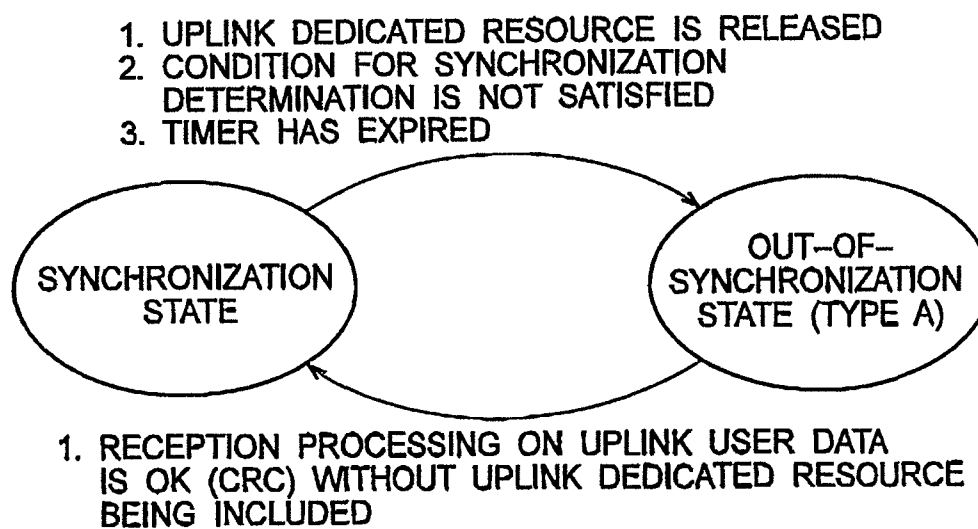 1. UPLINK DEDICATED RESOURCE IS RELEASED
2. CONDITION FOR SYNCHRONIZATION
DETERMINATION IS NOT SATISFIED
3. TIMER HAS EXPIRED
SYNCHRONIZATION
STATE
OUT–OF–
SYNCHRONIZATION
STATE (TYPE A)
1. RECEPTION PROCESSING ON UPLINK USER DATA
IS OK (CRC) WITHOUT UPLINK DEDICATED RESOURCE
BEING INCLUDED